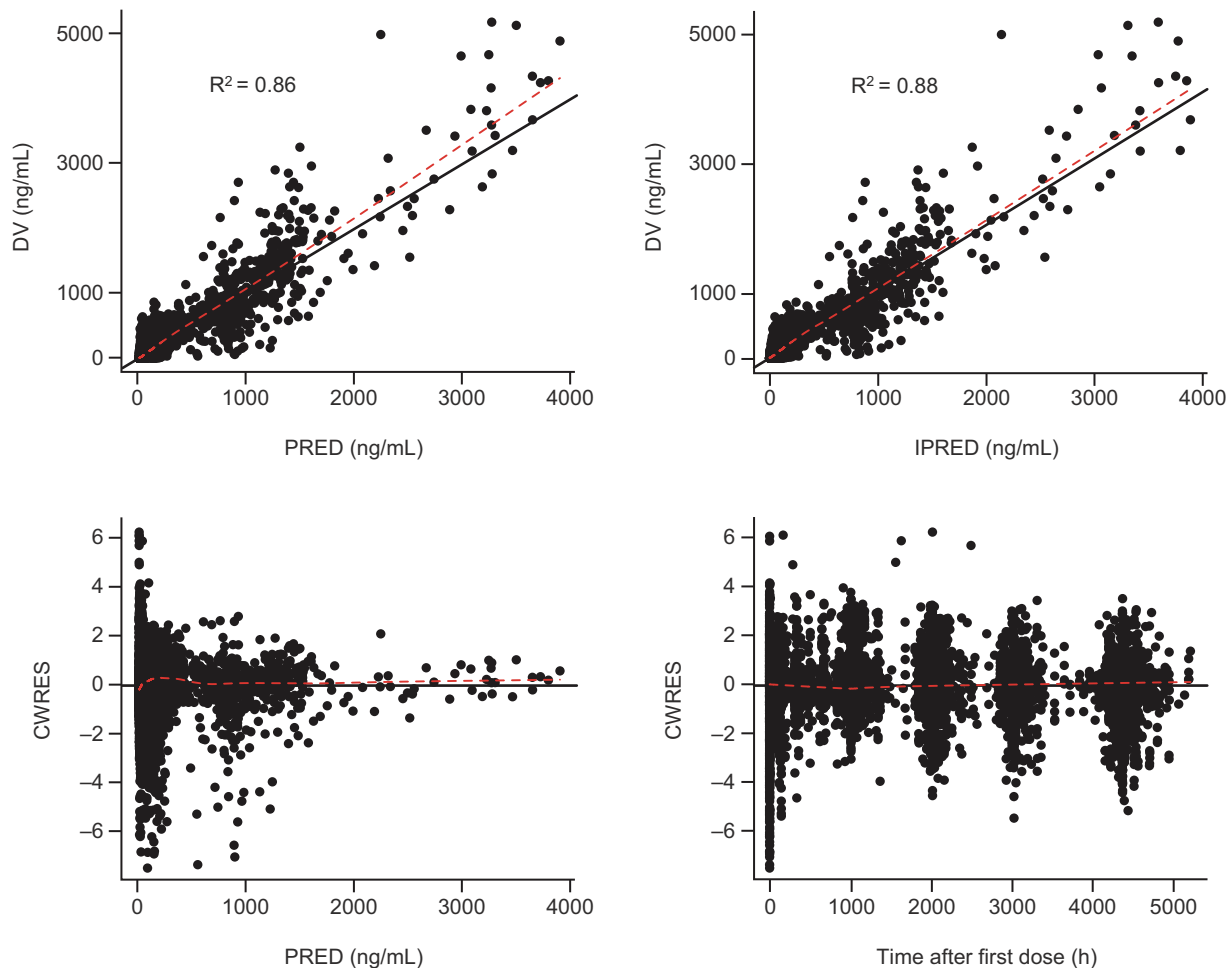 5000
3000
1000
0
DV (ng/mL)
R² = 0.86
0 1000 2000 3000 4000
PRED (ng/mL)
5000
3000
1000
0
DV (ng/mL)
R² = 0.88
0 1000 2000 3000 4000
IPRED (ng/mL)
6
4
2
0
–2
–4
–6
CWRES
0 1000 2000 3000 4000
PRED (ng/mL)
6
4
2
0
–2
–4
–6
CWRES
0 1000 2000 3000 4000 5000
Time after first dose (h)